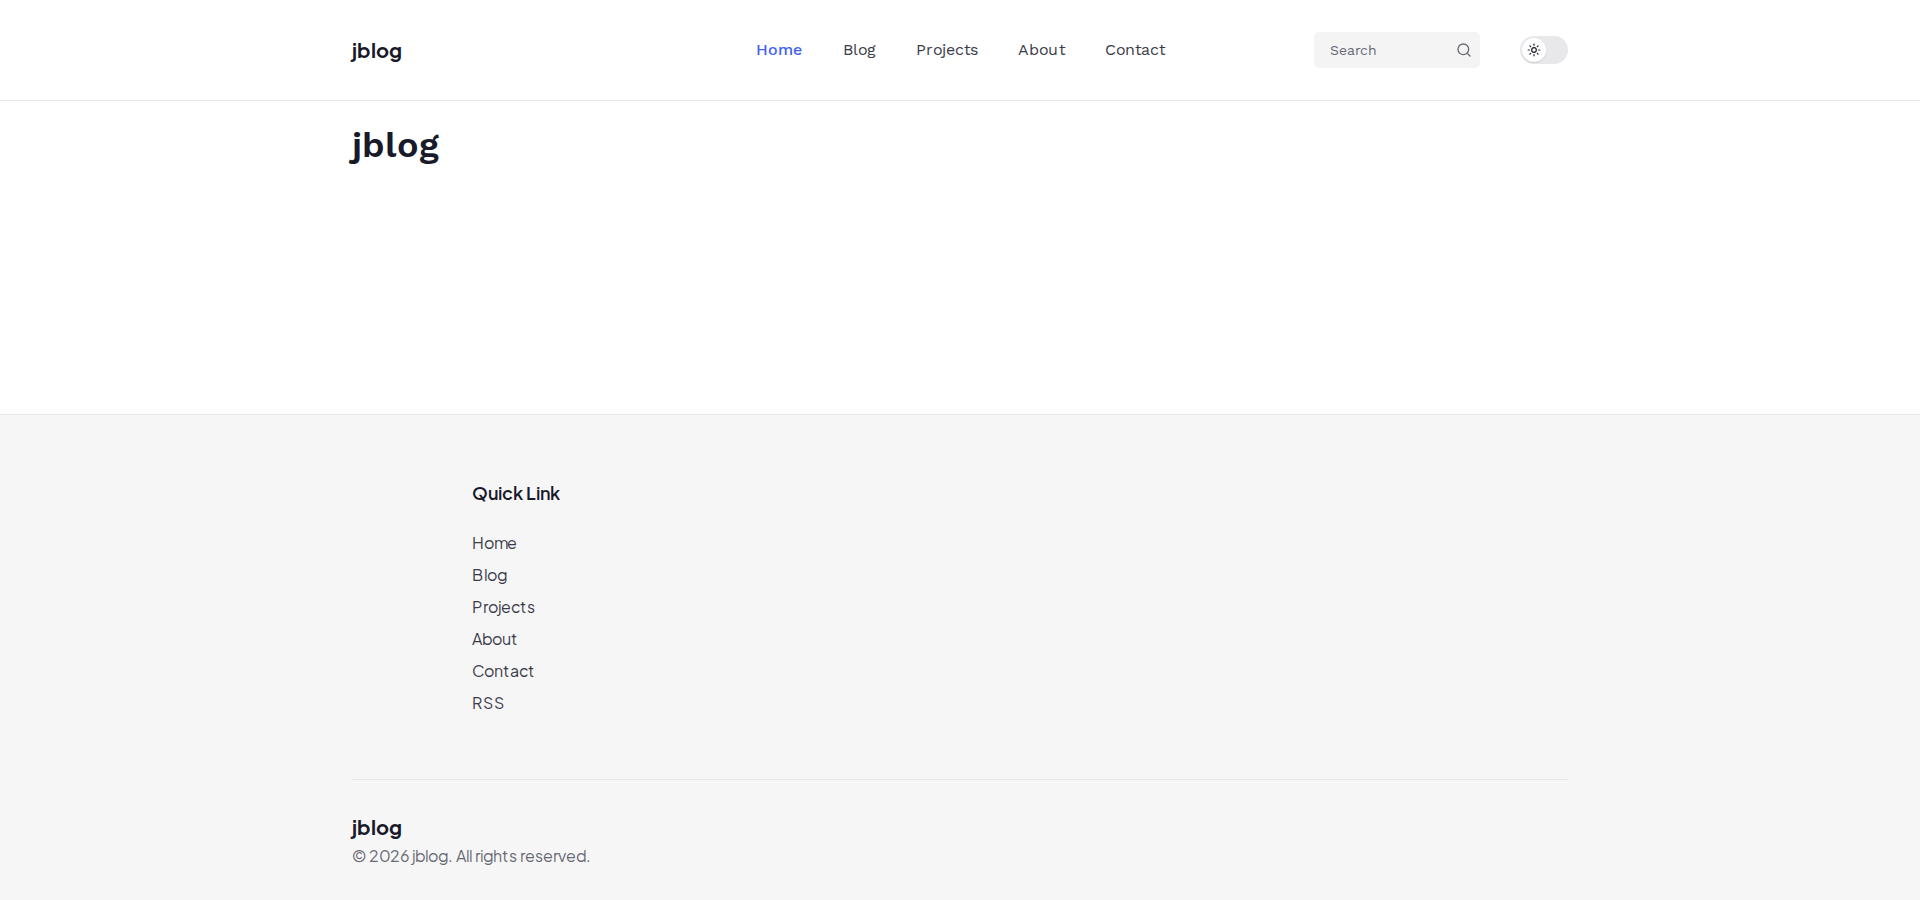 jblog
Home Blog Projects About Contact
Search
jblog
Quick Link
Home
Blog
Projects
About
Contact
RSS
jblog
© 2026 jblog. All rights reserved.